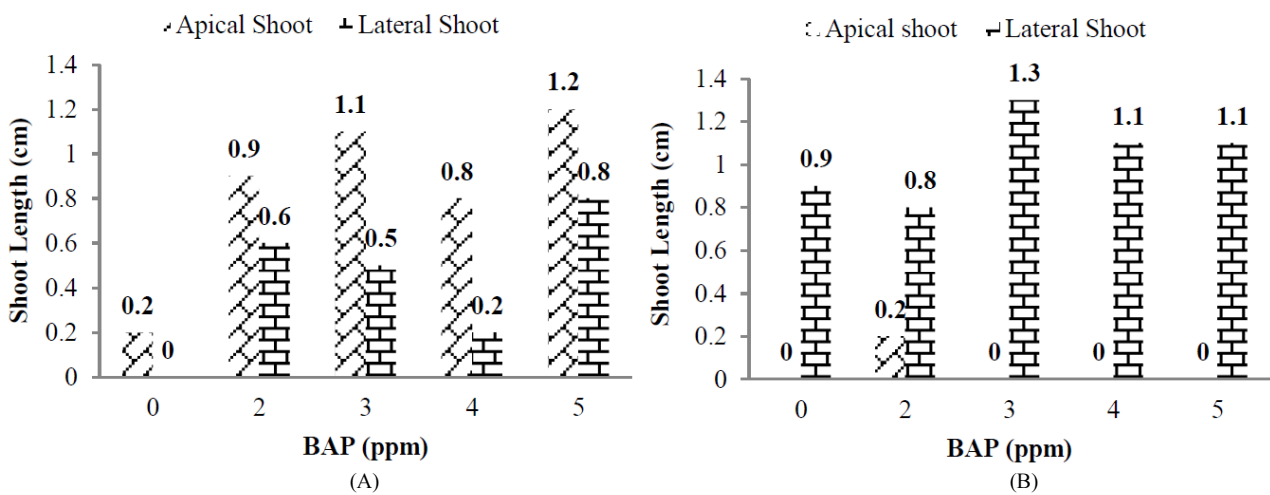 Apical Shoot Lateral Shoot
1.4
1.2
1
0.8
0.6
0.4
0.2
0
Shoot Length (cm)
0.2 0
0.9 0.6
1.1 0.5
0.8 0.2
1.2 0.8
0 2 3 4 5
BAP (ppm)
(A)
Apical shoot Lateral Shoot
1.4
1.2
1
0.8
0.6
0.4
0.2
0
Shoot Length (cm)
0 0.9
0.2 0.8
0 1.3
0 1.1
0 1.1
0 2 3 4 5
BAP (ppm)
(B)